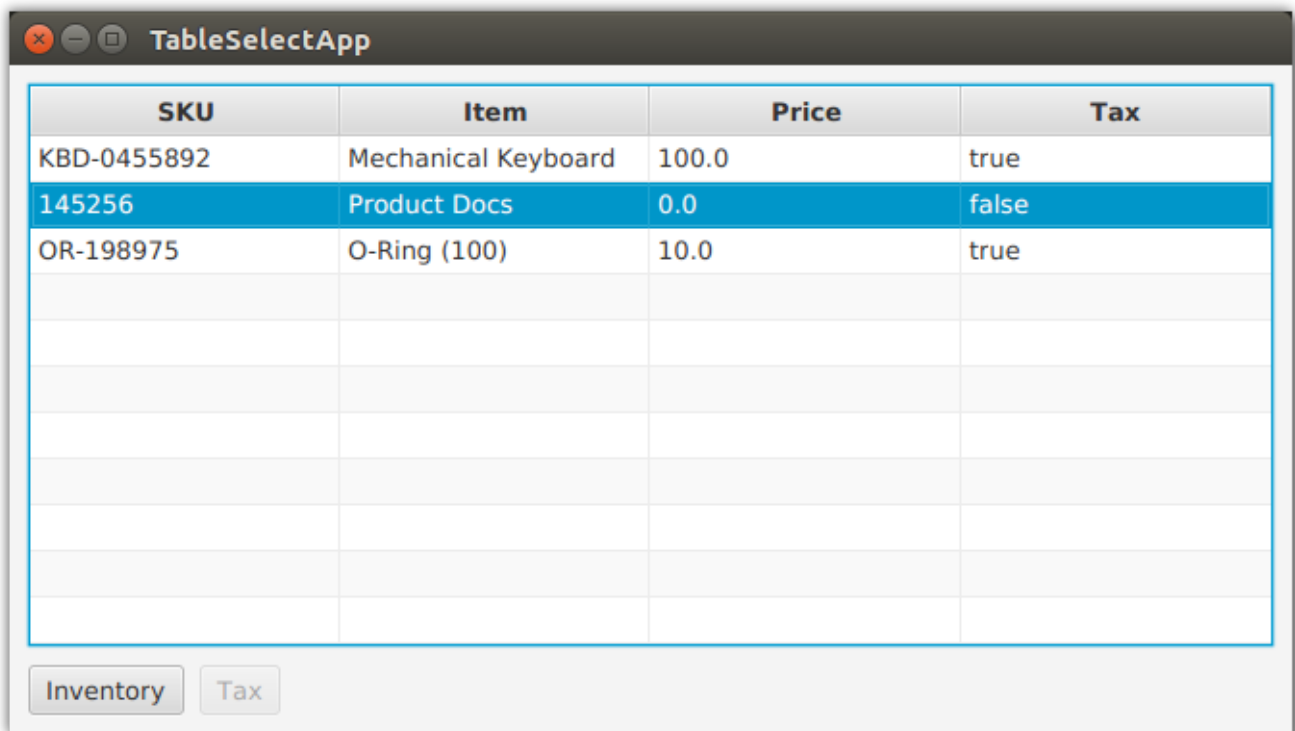 TableSelectApp
SKU Item Price Tax
KBD-0455892 Mechanical Keyboard 100.0 true
145256 Product Docs 0.0 false
OR-198975 O-Ring (100) 10.0 true
Inventory Tax